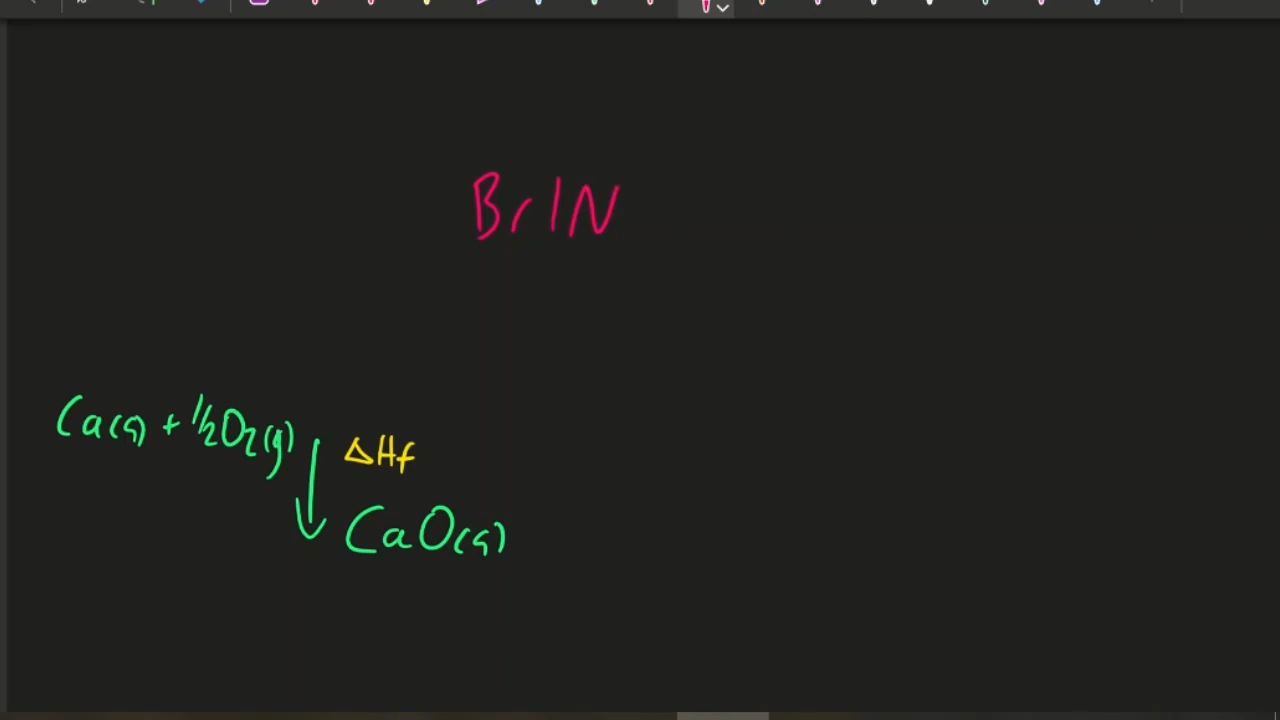 BrIN
Ca(s) + 1/2O₂(g)
ΔHf
CaO(s)